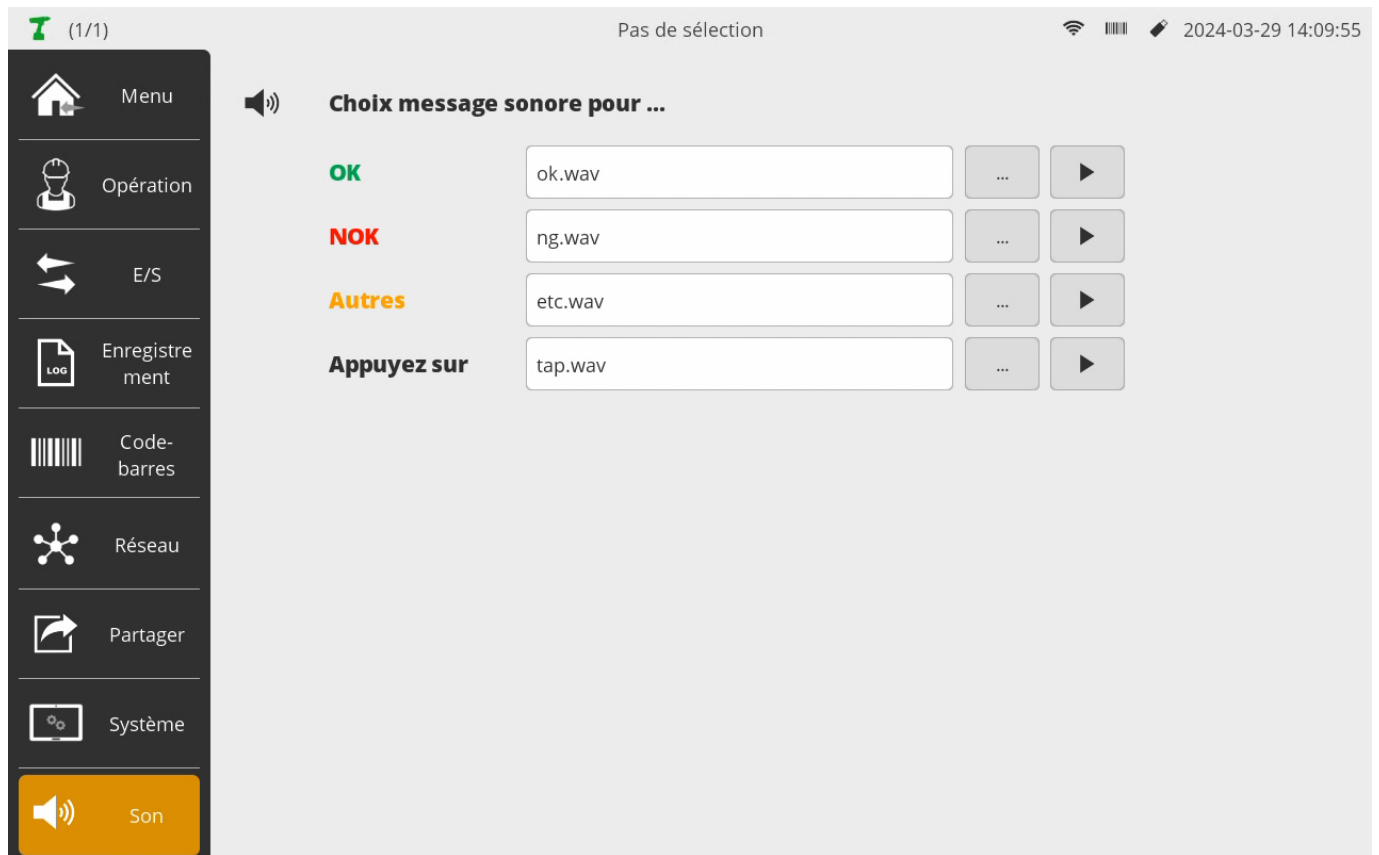 (1/1) Pas de sélection 2024-03-29 14:09:55
Menu
Opération
E/S
Enregistre
ment
LOG
Code-
barres
Réseau
Partager
Système
Son
Choix message sonore pour ...
OK ok.wav ...
NOK ng.wav ...
Autres etc.wav ...
Appuyez sur tap.wav ...